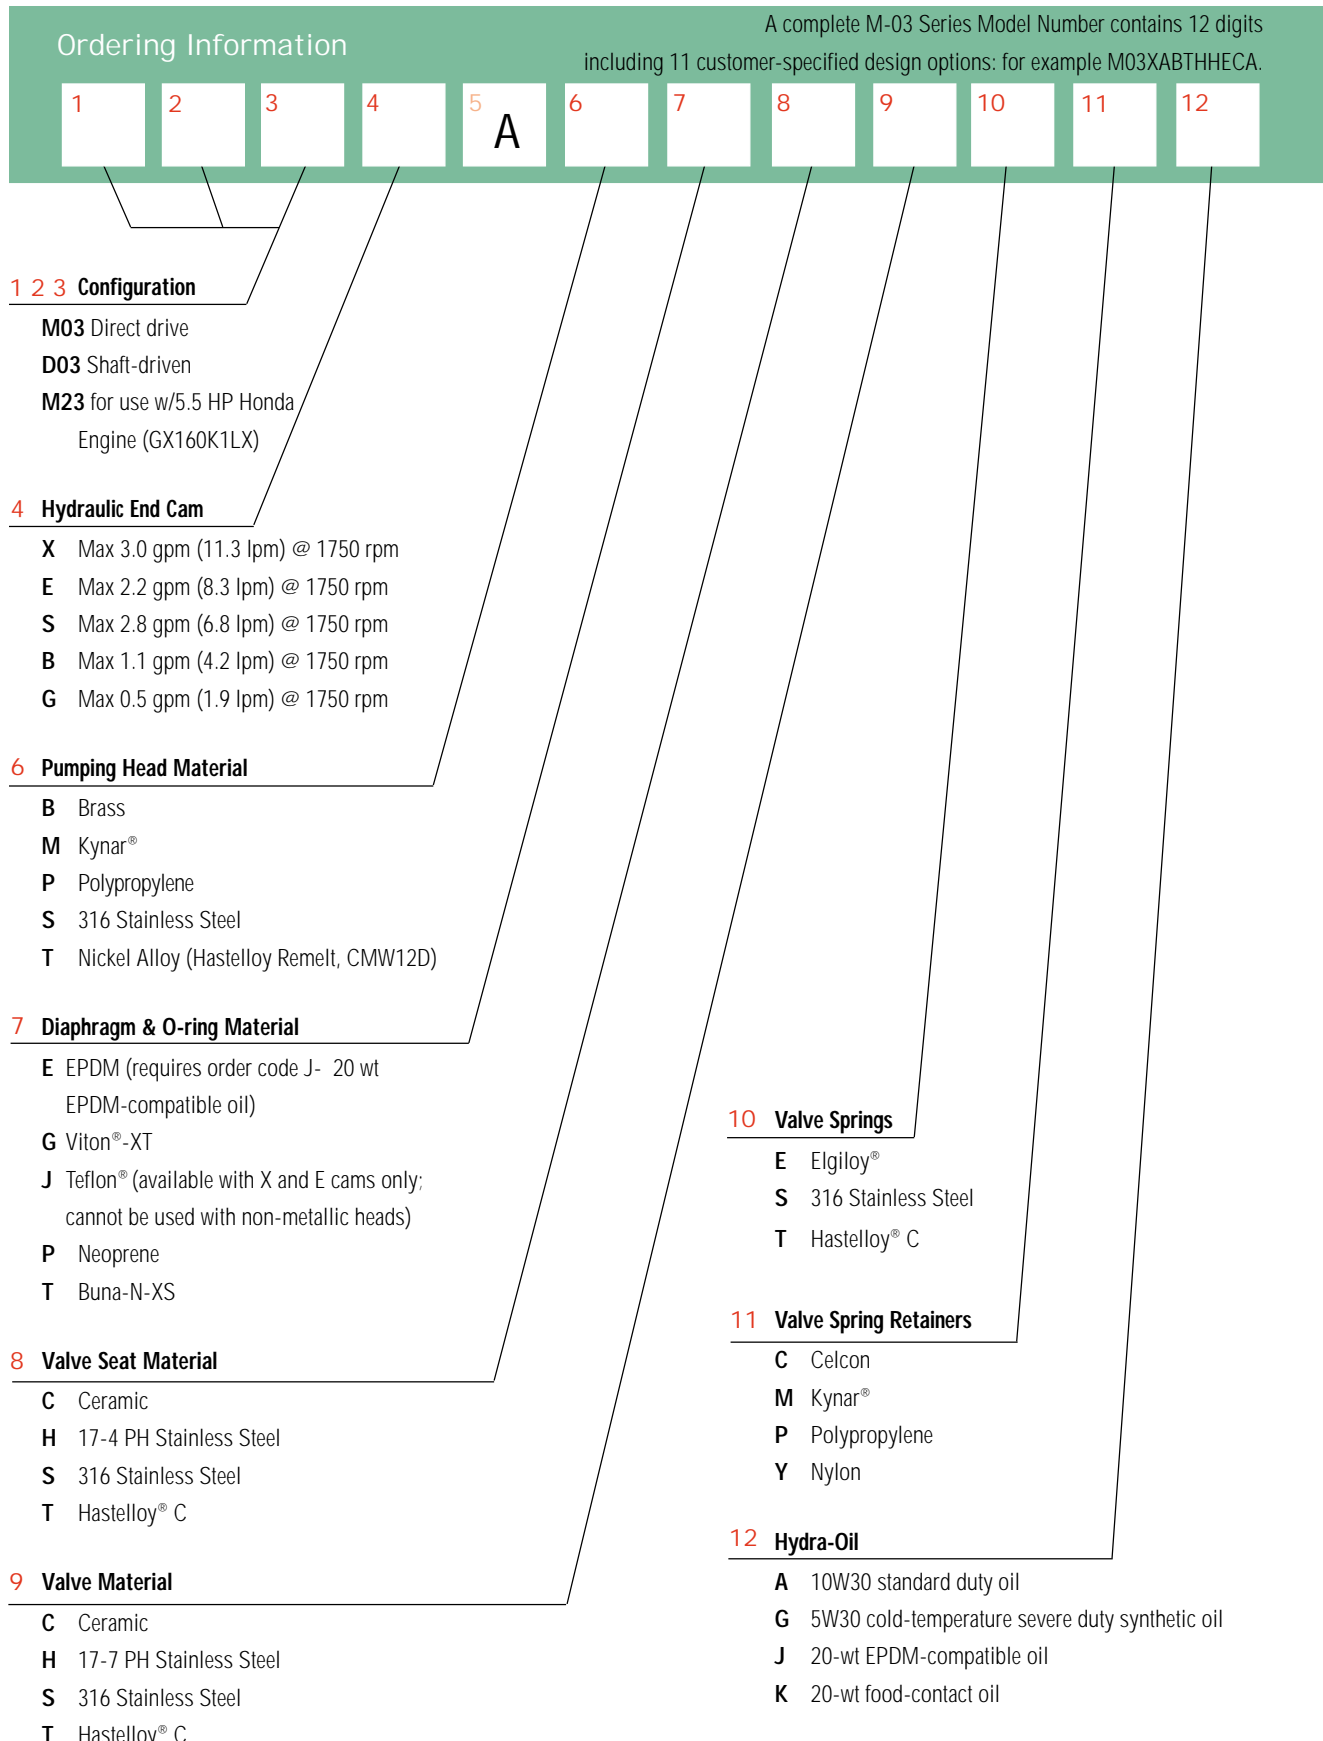 Ordering Information
A complete M-03 Series Model Number contains 12 digits
including 11 customer-specified design options: for example M03XABTHHECA.
1 2 3 4 5 6 7 8 9 10 11 12
A
1 2 3 Configuration
M03 Direct drive
D03 Shaft-driven
M23 for use w/5.5 HP Honda
Engine (GX160K1LX)
4 Hydraulic End Cam
X Max 3.0 gpm (11.3 lpm) @ 1750 rpm
E Max 2.2 gpm (8.3 lpm) @ 1750 rpm
S Max 2.8 gpm (6.8 lpm) @ 1750 rpm
B Max 1.1 gpm (4.2 lpm) @ 1750 rpm
G Max 0.5 gpm (1.9 lpm) @ 1750 rpm
6 Pumping Head Material
B Brass
M Kynar®
P Polypropylene
S 316 Stainless Steel
T Nickel Alloy (Hastelloy Remelt, CMW12D)
7 Diaphragm & O-ring Material
E EPDM (requires order code J- 20 wt
EPDM-compatible oil)
G Viton®-XT
J Teflon® (available with X and E cams only;
cannot be used with non-metallic heads)
P Neoprene
T Buna-N-XS
8 Valve Seat Material
C Ceramic
H 17-4 PH Stainless Steel
S 316 Stainless Steel
T Hastelloy® C
9 Valve Material
C Ceramic
H 17-7 PH Stainless Steel
S 316 Stainless Steel
T Hastelloy® C
10 Valve Springs
E Elgiloy®
S 316 Stainless Steel
T Hastelloy® C
11 Valve Spring Retainers
C Celcon
M Kynar®
P Polypropylene
Y Nylon
12 Hydra-Oil
A 10W30 standard duty oil
G 5W30 cold-temperature severe duty synthetic oil
J 20-wt EPDM-compatible oil
K 20-wt food-contact oil